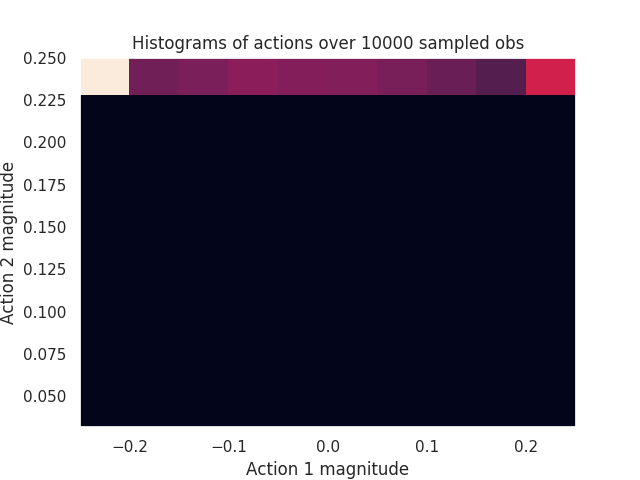 Histograms of actions over 10000 sampled obs
0.250
0.225
0.200
0.175
0.150
0.125
0.100
0.075
0.050
Action 2 magnitude
−0.2 −0.1 0.0 0.1 0.2
Action 1 magnitude